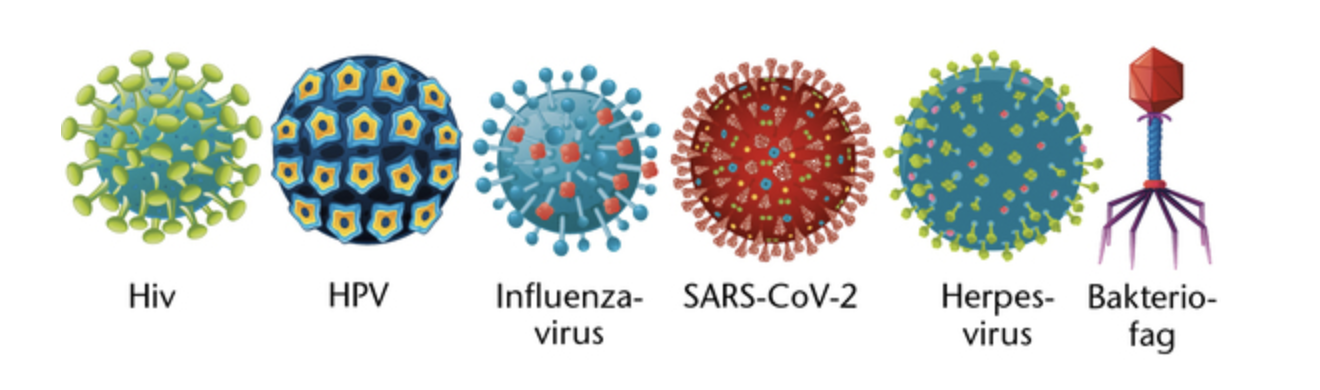 Hiv
HPV
Influenza-
virus
SARS-CoV-2
Herpes-
virus
Bakterio-
fag